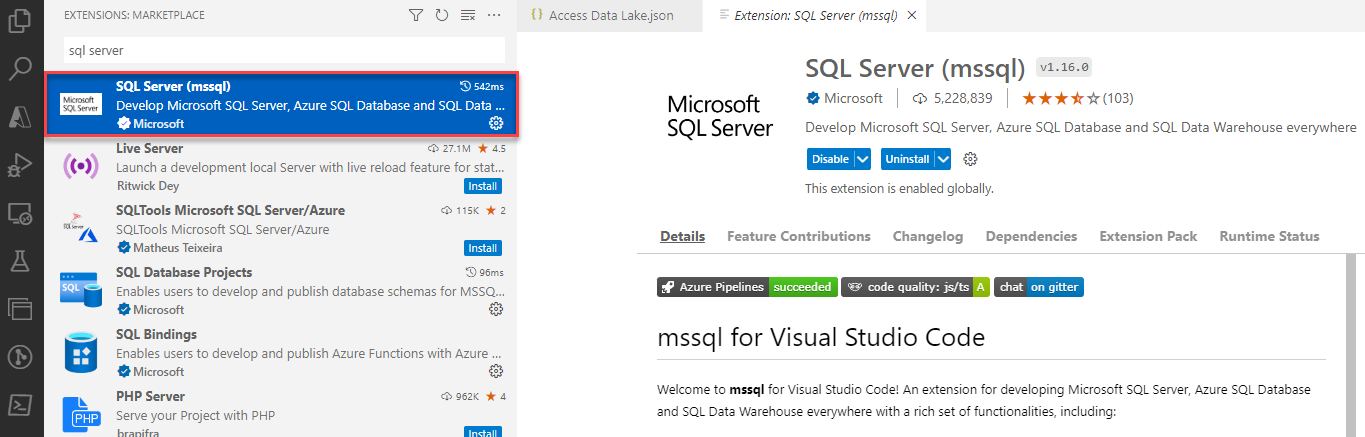 EXTENSIONS: MARKETPLACE
sql server
SQL Server (mssql)
542ms
Develop Microsoft SQL Server, Azure SQL Database and SQL Data ...
Microsoft
Microsoft
SQL Server
Live Server
27.1M ★ 4.5
Launch a development local Server with live reload feature for stat...
Ritwick Dey
Install
SQLTools Microsoft SQL Server/Azure
115K ★ 2
SQLTools Microsoft SQL Server/Azure
Matheus Teixeira
Install
SQL Server
SQL Database Projects
96ms
Enables users to develop and publish database schemas for MSSQ...
Microsoft
SQL
SQL Bindings
Enables users to develop and publish Azure Functions with Azure ...
Microsoft
PHP Server
962K ★ 4
Serve your Project with PHP
brapifra
Install
PHP
{} Access Data Lake.json
Extension: SQL Server (mssql)
Microsoft
SQL Server
SQL Server (mssql) v1.16.0
Microsoft | 5,228,839 | (103)
Develop Microsoft SQL Server, Azure SQL Database and SQL Data Warehouse everywhere
Disable Uninstall
This extension is enabled globally.
Details Feature Contributions Changelog Dependencies Extension Pack Runtime Status
Azure Pipelines succeeded code quality: js/ts A chat on gitter
mssql for Visual Studio Code
Welcome to mssql for Visual Studio Code! An extension for developing Microsoft SQL Server, Azure SQL Database
and SQL Data Warehouse everywhere with a rich set of functionalities, including: